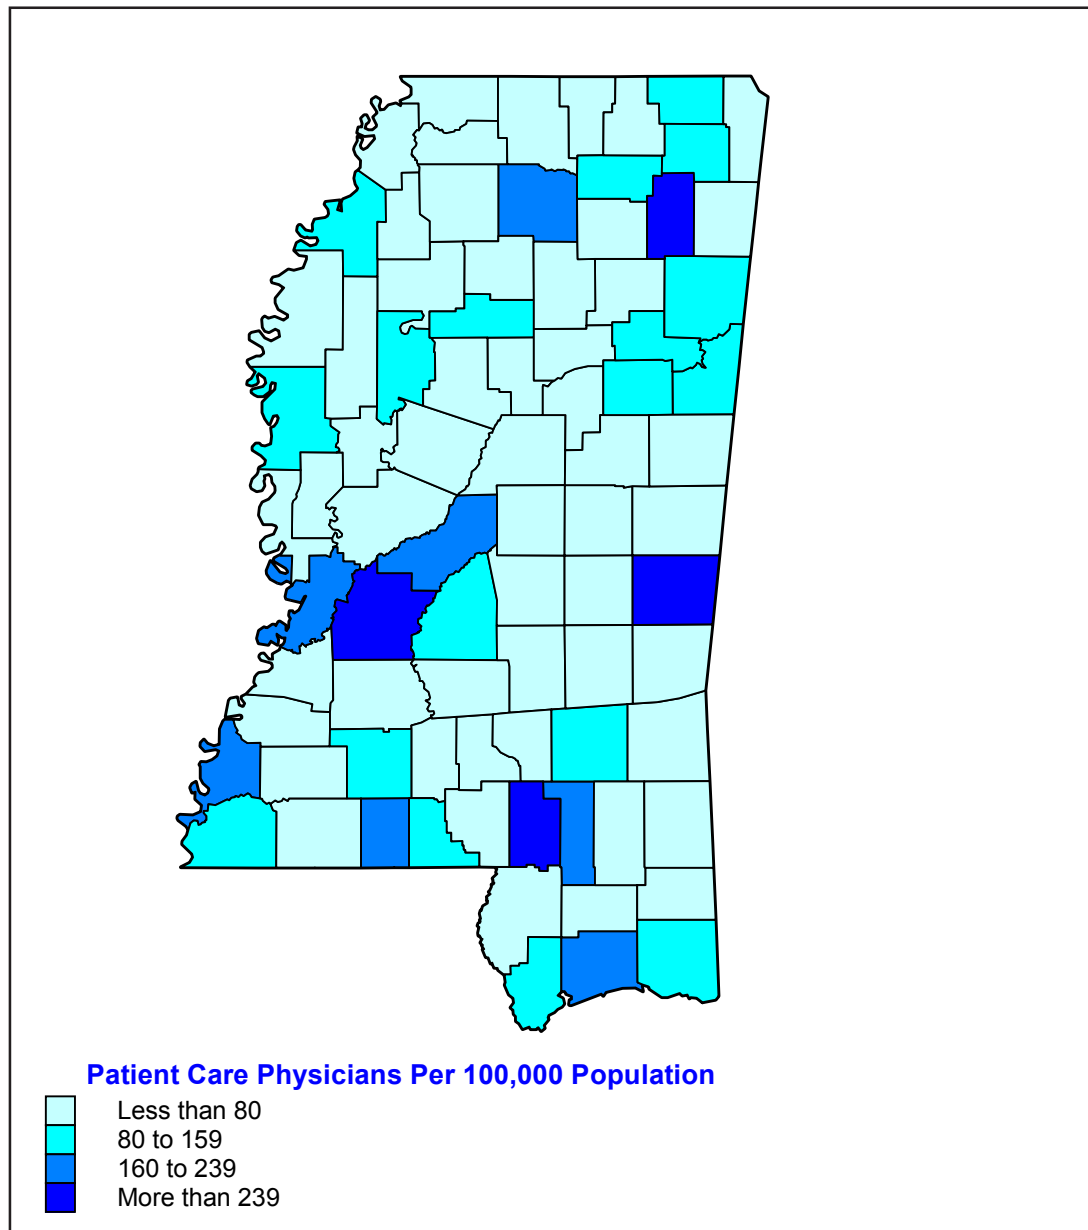 Patient Care Physicians Per 100,000 Population
Less than 80
80 to 159
160 to 239
More than 239